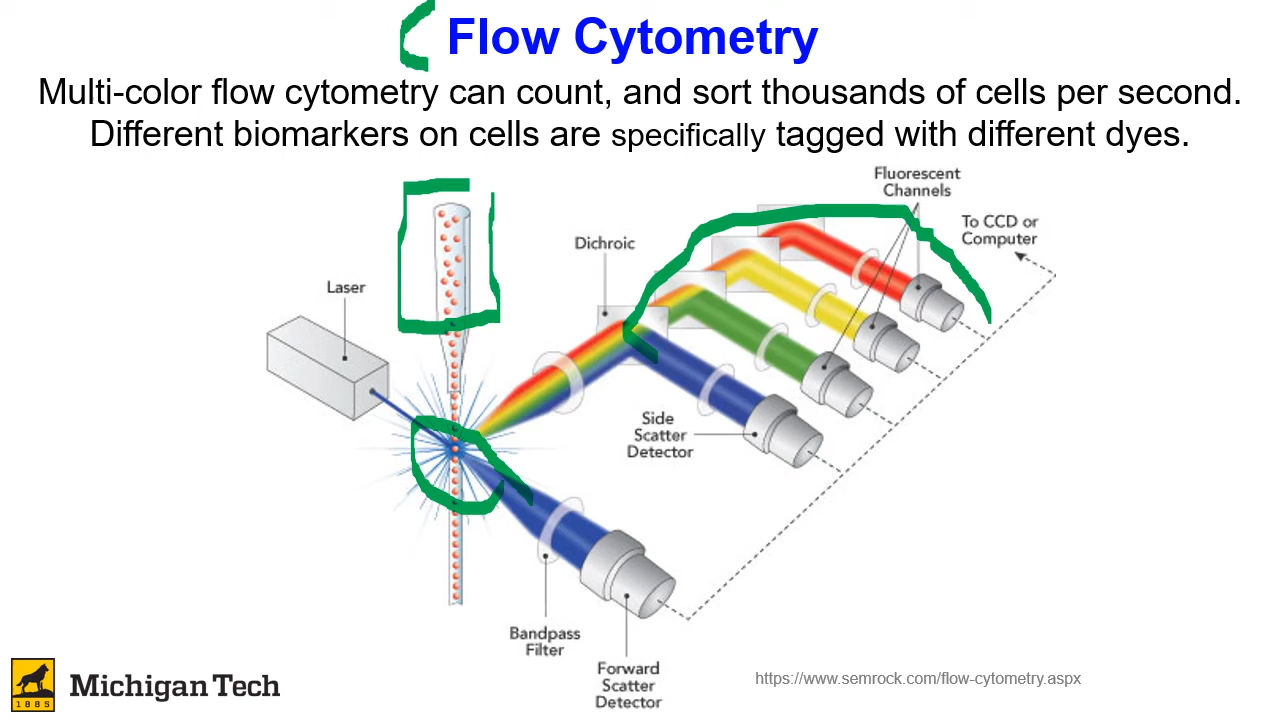 Flow Cytometry
Multi-color flow cytometry can count, and sort thousands of cells per second.
Different biomarkers on cells are specifically tagged with different dyes.
Fluorescent
Channels
To CCD or
Computer
Dichroic
Laser
Side
Scatter
Detector
Bandpass
Filter
Forward
Scatter
Detector
1885
Michigan Tech
https://www.semrock.com/flow-cytometry.aspx